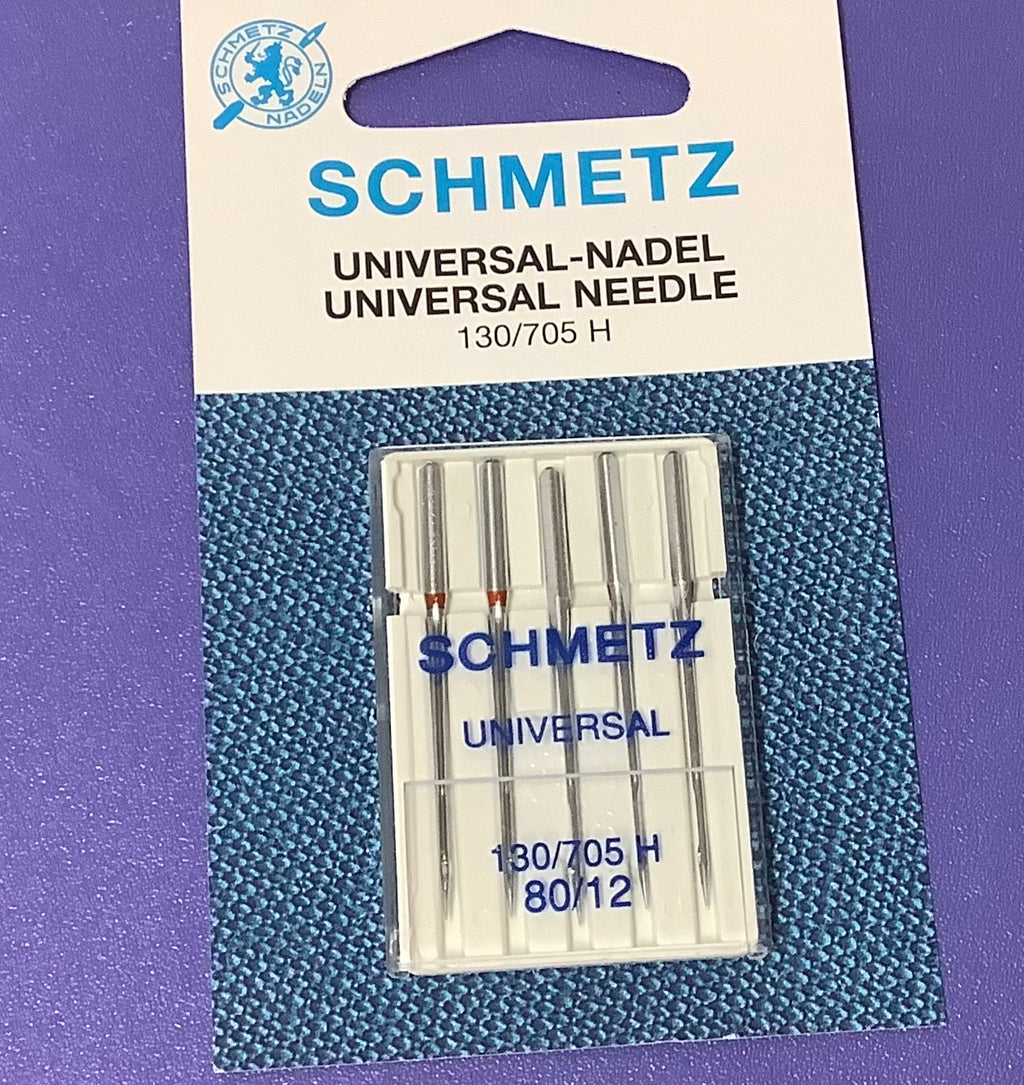 SCHMETZ
NADELN
SCHMETZ
UNIVERSAL-NADEL
UNIVERSAL NEEDLE
130/705 H
SCHMETZ
UNIVERSAL
130/705 H
80/12